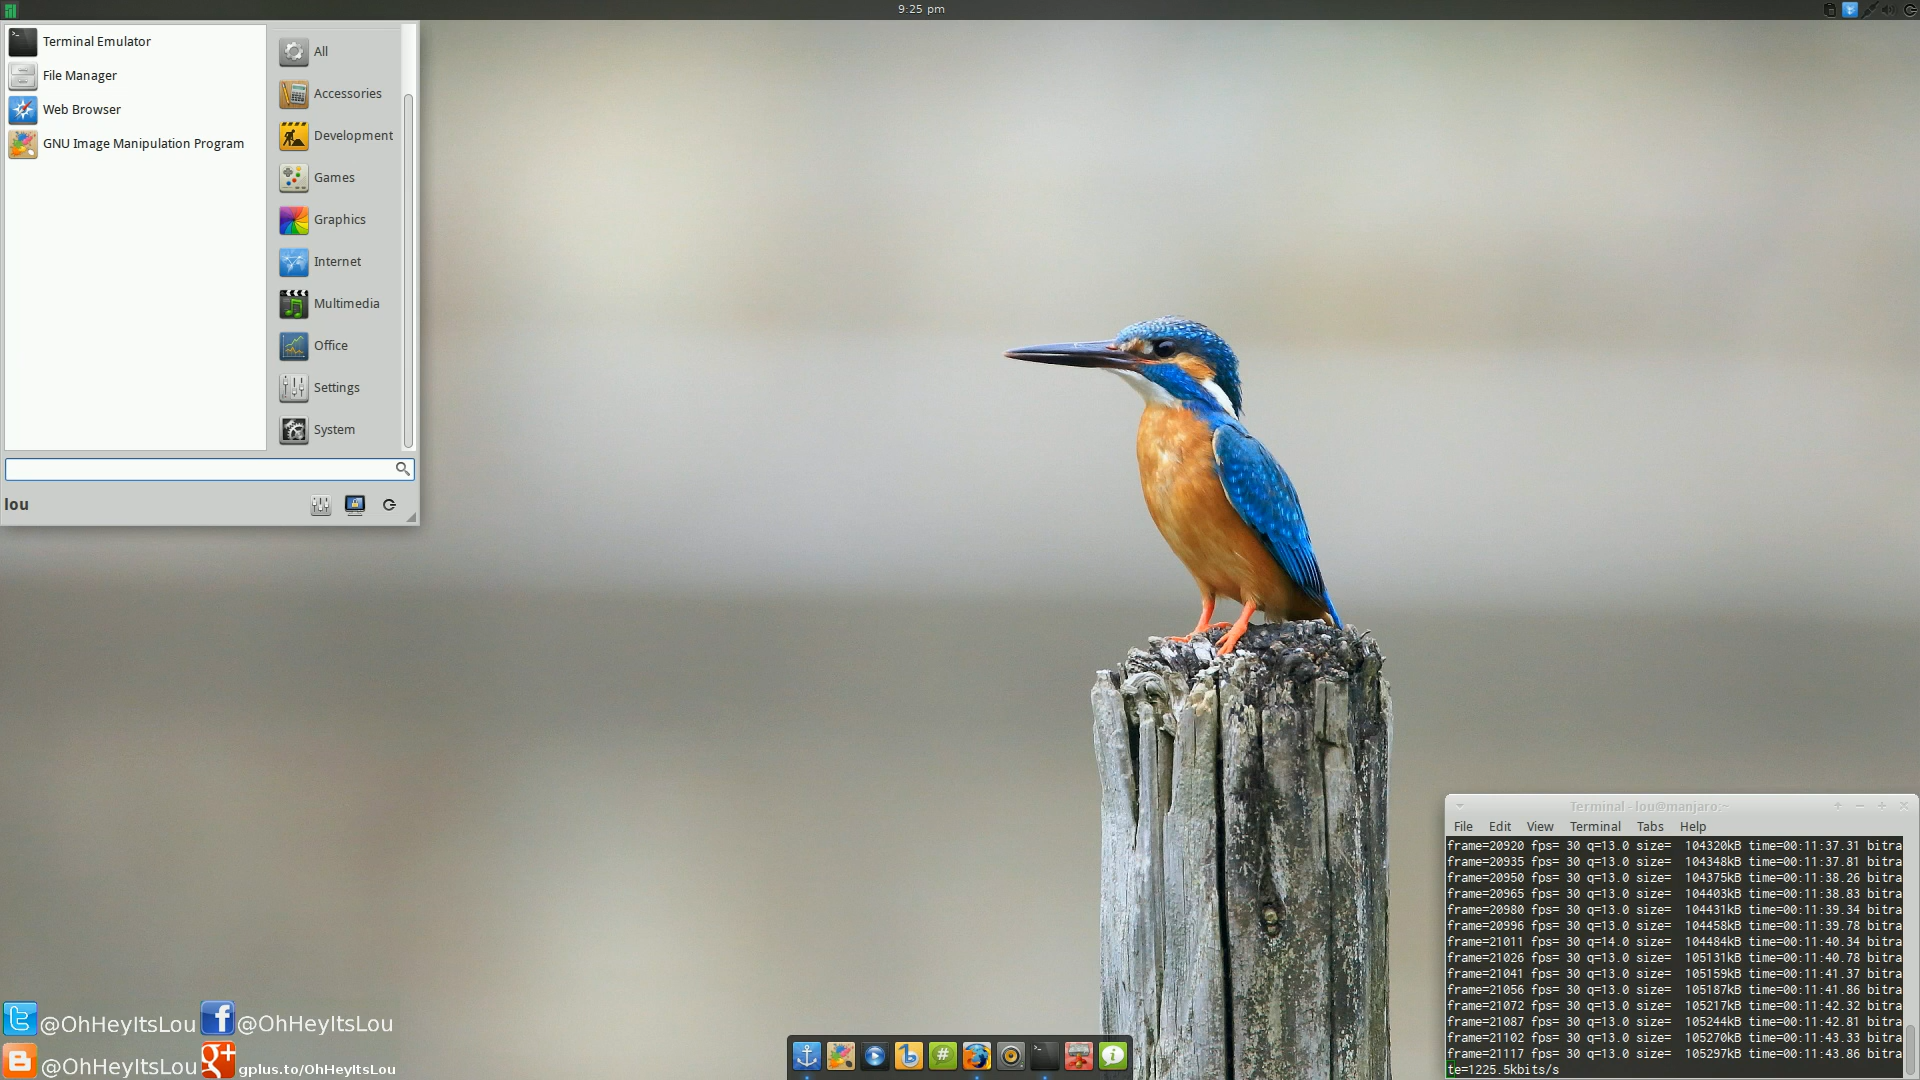 9:25 pm
Terminal Emulator
File Manager
Web Browser
GNU Image Manipulation Program
All
Accessories
Development
Games
Graphics
Internet
Multimedia
Office
Settings
System
lou
@OhHeyItsLou
@OhHeyItsLou
@OhHeyItsLou
g+ gplus.to/OhHeyItsLou
Terminal - lou@manjaro:~
File Edit View Terminal Tabs Help
frame=20920 fps= 30 q=13.0 size=  104320kB time=00:11:37.31 bitra
frame=20935 fps= 30 q=13.0 size=  104348kB time=00:11:37.81 bitra
frame=20950 fps= 30 q=13.0 size=  104375kB time=00:11:38.26 bitra
frame=20965 fps= 30 q=13.0 size=  104403kB time=00:11:38.83 bitra
frame=20980 fps= 30 q=13.0 size=  104431kB time=00:11:39.34 bitra
frame=20996 fps= 30 q=13.0 size=  104458kB time=00:11:39.78 bitra
frame=21011 fps= 30 q=14.0 size=  104484kB time=00:11:40.34 bitra
frame=21026 fps= 30 q=13.0 size=  105131kB time=00:11:40.78 bitra
frame=21041 fps= 30 q=13.0 size=  105159kB time=00:11:41.37 bitra
frame=21056 fps= 30 q=13.0 size=  105187kB time=00:11:41.86 bitra
frame=21072 fps= 30 q=13.0 size=  105217kB time=00:11:42.32 bitra
frame=21087 fps= 30 q=13.0 size=  105244kB time=00:11:42.81 bitra
frame=21102 fps= 30 q=13.0 size=  105270kB time=00:11:43.33 bitra
frame=21117 fps= 30 q=13.0 size=  105297kB time=00:11:43.86 bitra
te=1225.5kbits/s